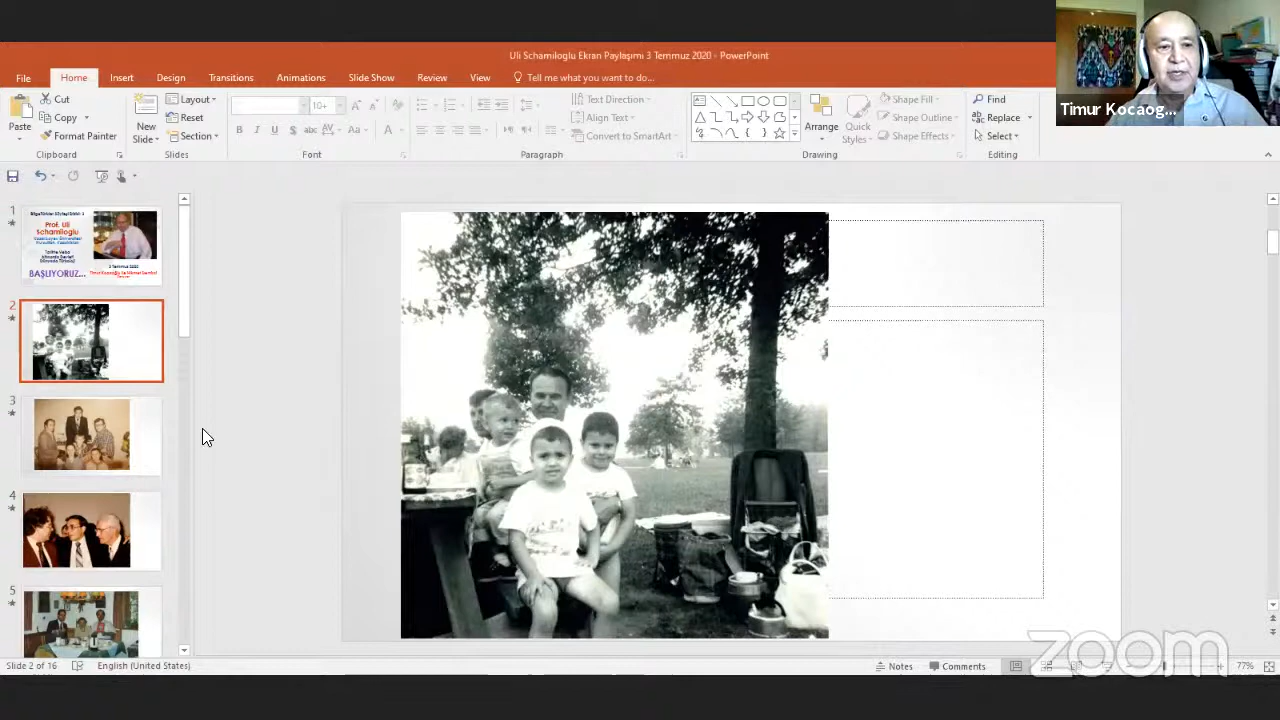 Uli Schamiloglu Ekran Paylaşımı 3 Temmuz 2020 - PowerPoint
File Home Insert Design Transitions Animations Slide Show Review View Tell me what you want to do...
Cut
Copy
Format Painter
Paste
Clipboard
New Slide
Layout
Reset
Section
Slides
10+
B I U S abc AV Aa A
Font
Text Direction
Align Text
Convert to SmartArt
Paragraph
Arrange
Quick Styles
Shape Fill
Shape Outline
Shape Effects
Drawing
Find
Replace
Select
Editing
Timur Kocaog...
1
Prof. Uli
Schamiloglu
3 Temmuz 2020
BAŞLIYORUZ...
2
3
4
5
Slide 2 of 16 English (United States) Notes Comments 77%
zoom